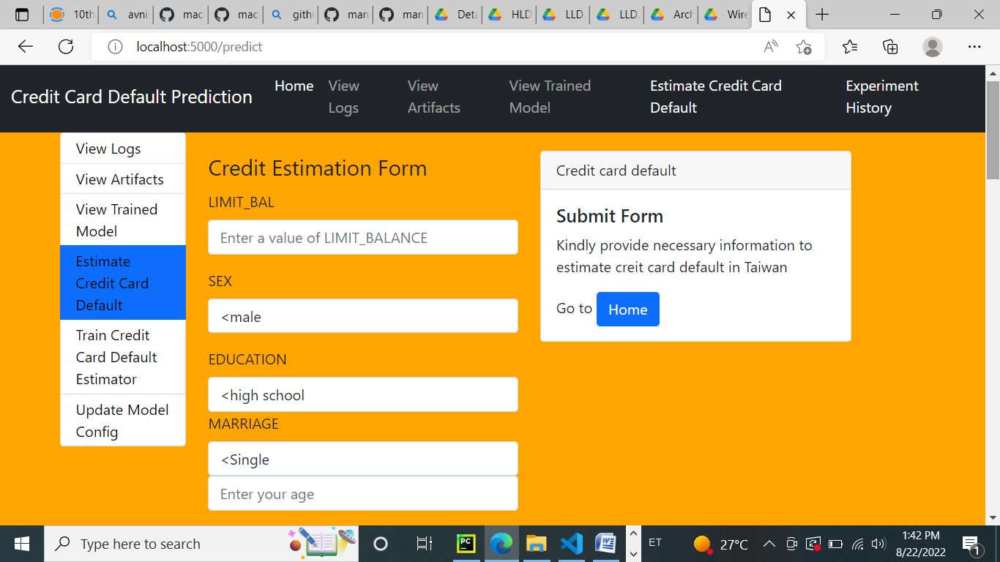 10th
avni
mac
mac
gith
man
man
Deta
HLD
LLD.
LLD.
Arch
Wire
localhost:5000/predict
Credit Card Default Prediction
Home
View Logs
View Artifacts
View Trained Model
Estimate Credit Card Default
Experiment History
View Logs
View Artifacts
View Trained
Model
Estimate
Credit Card
Default
Train Credit
Card Default
Estimator
Update Model
Config
Credit Estimation Form
LIMIT_BAL
Enter a value of LIMIT_BALANCE
SEX
<male
EDUCATION
<high school
MARRIAGE
<Single
Enter your age
Credit card default
Submit Form
Kindly provide necessary information to
estimate creit card default in Taiwan
Go to Home
Type here to search
PC
ET
27°C
1:42 PM
8/22/2022
1